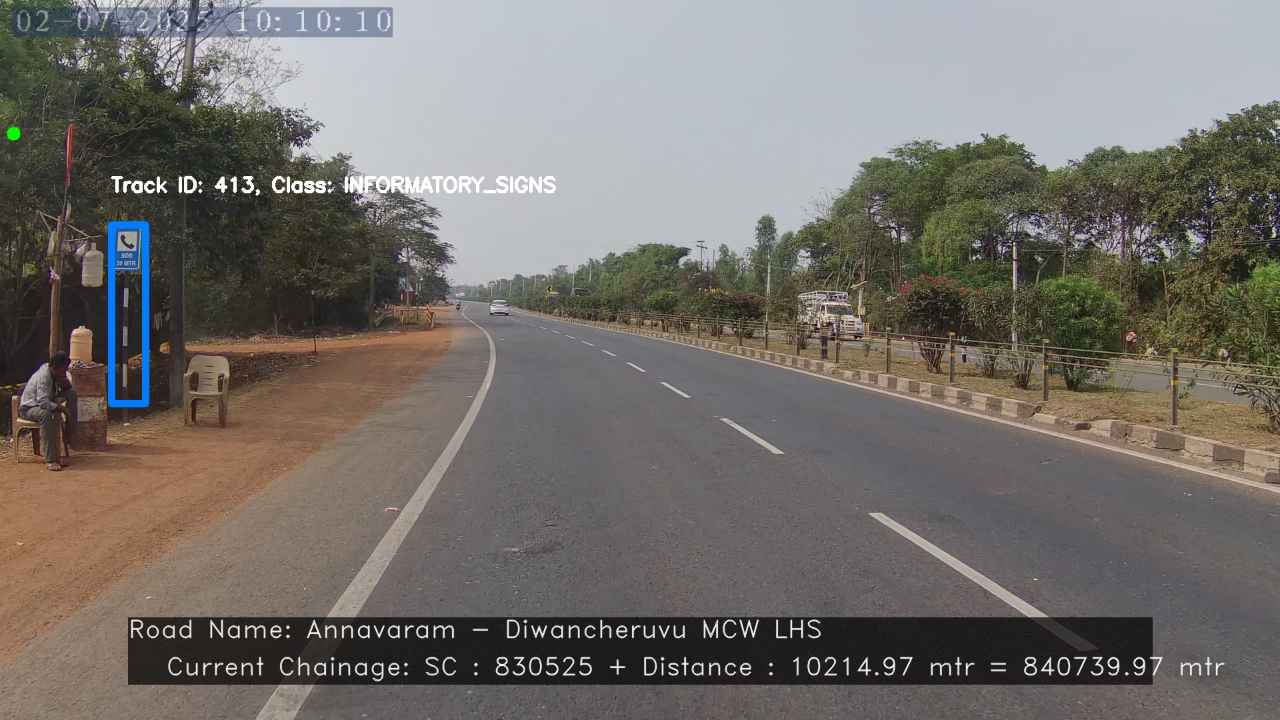 02-07-2025 10:10:10
Track ID: 413, Class: INFORMATORY_SIGNS
SOS
Road Name: Annavaram - Diwancheruvu MCW LHS
Current Chainage: SC : 830525 + Distance : 10214.97 mtr = 840739.97 mtr